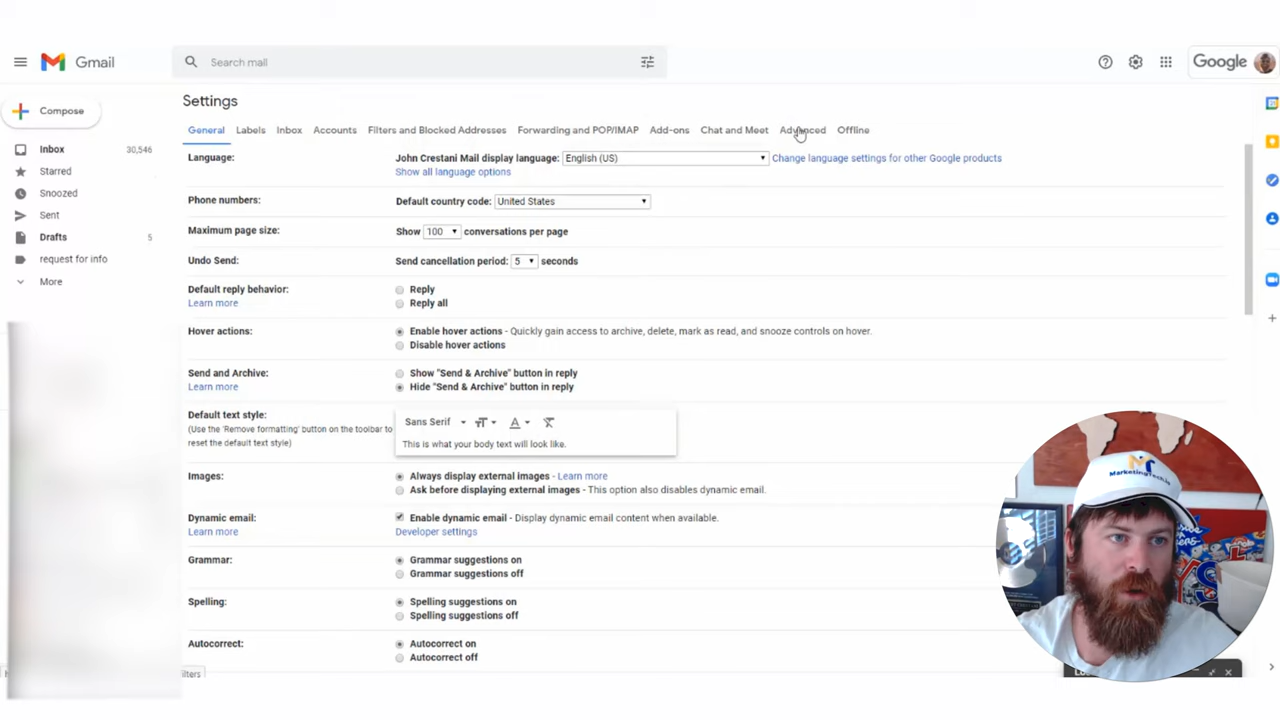 Gmail
Search mail
Google
Compose
Inbox 30,546
Starred
Snoozed
Sent
Drafts 5
request for info
More
Settings
General Labels Inbox Accounts Filters and Blocked Addresses Forwarding and POP/IMAP Add-ons Chat and Meet Advanced Offline
Language: John Crestani Mail display language: English (US) Change language settings for other Google products
Show all language options
Phone numbers: Default country code: United States
Maximum page size: Show 100 conversations per page
Undo Send: Send cancellation period: 5 seconds
Default reply behavior: Reply
Learn more Reply all
Hover actions: Enable hover actions - Quickly gain access to archive, delete, mark as read, and snooze controls on hover.
Disable hover actions
Send and Archive: Show "Send & Archive" button in reply
Learn more Hide "Send & Archive" button in reply
Default text style: Sans Serif
(Use the 'Remove formatting' button on the toolbar to
reset the default text style) This is what your body text will look like.
Images: Always display external images - Learn more
Ask before displaying external images - This option also disables dynamic email.
Dynamic email: Enable dynamic email - Display dynamic email content when available.
Learn more Developer settings
Grammar: Grammar suggestions on
Grammar suggestions off
Spelling: Spelling suggestions on
Spelling suggestions off
Autocorrect: Autocorrect on
Autocorrect off